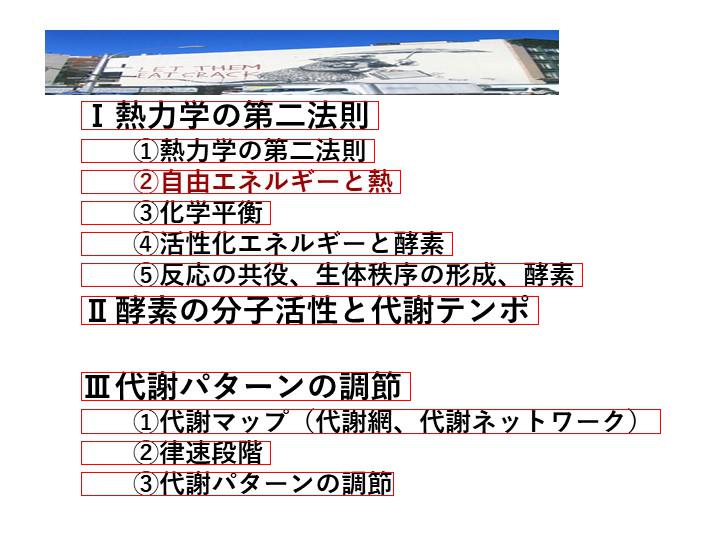 LET THEM
EAT CRACK
Ⅰ熱力学の第二法則
①熱力学の第二法則
②自由エネルギーと熱
③化学平衡
④活性化エネルギーと酵素
⑤反応の共役、生体秩序の形成、酵素
Ⅱ酵素の分子活性と代謝テンポ
Ⅲ代謝パターンの調節
①代謝マップ（代謝網、代謝ネットワーク）
②律速段階
③代謝パターンの調節